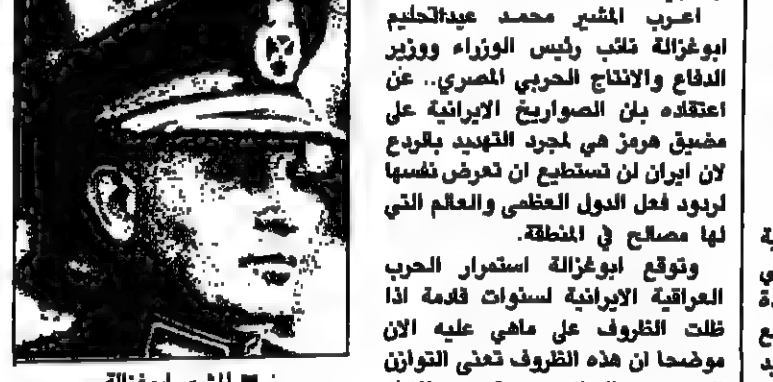 اعرب المشير محمد عبدالحليم
ابوغزالة نائب رئيس الوزراء ووزير
الدفاع والانتاج الحربي المصري.. عن
اعتقاده بان الصواريخ الايرانية على
مضيق هرمز هي لمجرد التهديد بالردع
لان ايران لن تستطيع ان تعرض نفسها
لردود فعل الدول العظمى والعالم التي
لها مصالح في المنطقة.
وتوقع ابوغزالة استمرار الحرب
العراقية الايرانية لسنوات قادمة اذا
ظلت الظروف على ماهي عليه الان
موضحا ان هذه الظروف تعنى التوازن
المشير ابوغزالة